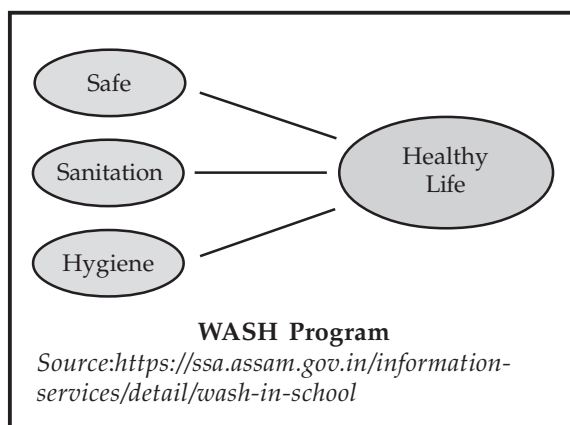 Safe
Sanitation
Hygiene
Healthy
Life
WASH Program
Source:https://ssa.assam.gov.in/information-
services/detail/wash-in-school